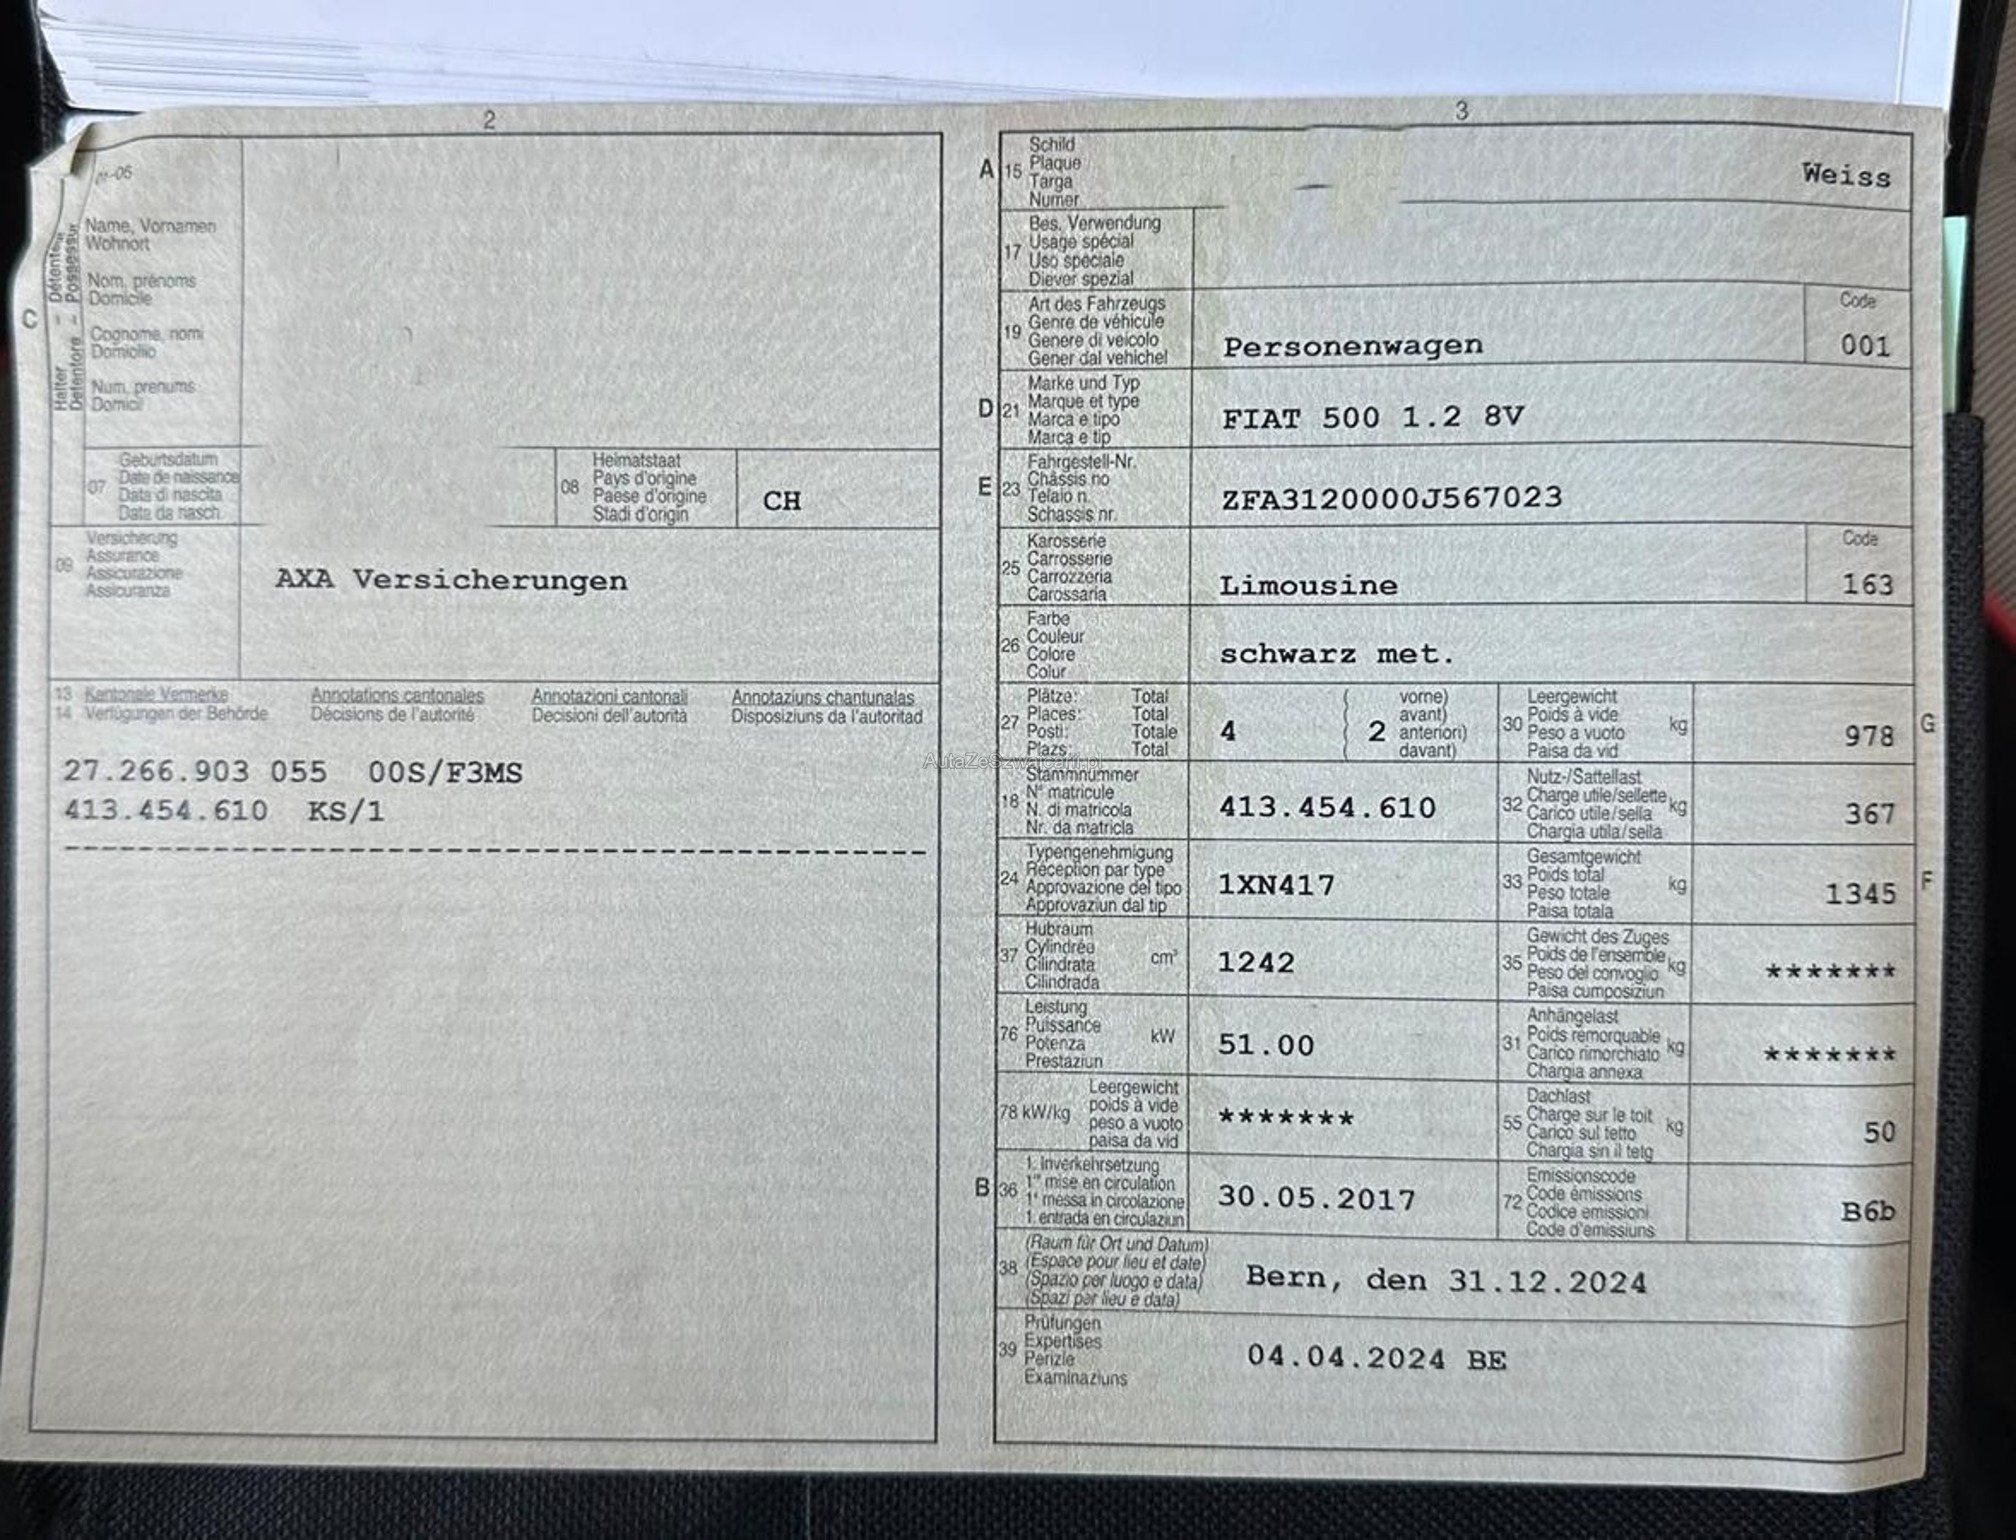 2
01-06
Name, Vornamen
Wohnort
Nom, prénoms
Domicile
Cognome, nomi
Domicilio
Num, prenums
Domicil
C
Halter - Détenteur
Detentore - Possessur
07
Geburtsdatum
Date de naissance
Data di nascita
Data da nasch.
08
Heimatstaat
Pays d'origine
Paese d'origine
Stadi d'origin
CH
09
Versicherung
Assurance
Assicurazione
Assicuranza
AXA Versicherungen
13 Kantonale Vermerke Annotations cantonales Annotazioni cantonali Annotaziuns chantunalas
14 Verfügungen der Behörde Décisions de l'autorité Decisioni dell'autorità Disposiziuns da l'autoritad
27.266.903 055 00S/F3MS
413.454.610 KS/1
3
A 15
Schild
Plaque
Targa
Numer
Weiss
17
Bes. Verwendung
Usage spécial
Uso speciale
Diever spezial
19
Art des Fahrzeugs
Genre de véhicule
Genere di veicolo
Gener dal vehichel
Personenwagen
Code
001
D 21
Marke und Typ
Marque et type
Marca e tipo
Marca e tip
FIAT 500 1.2 8V
E 23
Fahrgestell-Nr.
Châssis no
Telaio n.
Schassis nr.
ZFA3120000J567023
25
Karosserie
Carrosserie
Carrozzeria
Carossaria
Limousine
Code
163
26
Farbe
Couleur
Colore
Colur
schwarz met.
27
Plätze: Total
Places: Total
Posti: Totale
Plazs: Total
4
( 2
vorne)
avant)
anteriori)
davant)
30
Leergewicht
Poids à vide
Peso a vuoto
Paisa da vid
kg
978
G
AutaZeSzwajcarii.pl
18
Stammnummer
N° matricule
N. di matricola
Nr. da matricla
413.454.610
32
Nutz-/Sattellast
Charge utile/sellette
Carico utile/sella
Chargia utila/sella
kg
367
24
Typengenehmigung
Réception par type
Approvazione del tipo
Approvaziun dal tip
1XN417
33
Gesamtgewicht
Poids total
Peso totale
Paisa totala
kg
1345
F
37
Hubraum
Cylindrée
Cilindrata
Cilindrada
cm³
1242
35
Gewicht des Zuges
Poids de l'ensemble
Peso del convoglio
Paisa cumposiziun
kg
*******
76
Leistung
Puissance
Potenza
Prestaziun
kW
51.00
31
Anhängelast
Poids remorquable
Carico rimorchiato
Chargia annexa
kg
*******
78 kW/kg
Leergewicht
poids à vide
peso a vuoto
paisa da vid
*******
55
Dachlast
Charge sur le toit
Carico sul tetto
Chargia sin il tetg
kg
50
B 36
1. Inverkehrsetzung
1re mise en circulation
1a messa in circolazione
1. entrada en circulaziun
30.05.2017
72
Emissionscode
Code émissions
Codice emissioni
Code d'emissiuns
B6b
38
(Raum für Ort und Datum)
(Espace pour lieu et date)
(Spazio per luogo e data)
(Spazi per lieu e data)
Bern, den 31.12.2024
39
Prüfungen
Expertises
Perizie
Examinaziuns
04.04.2024 BE